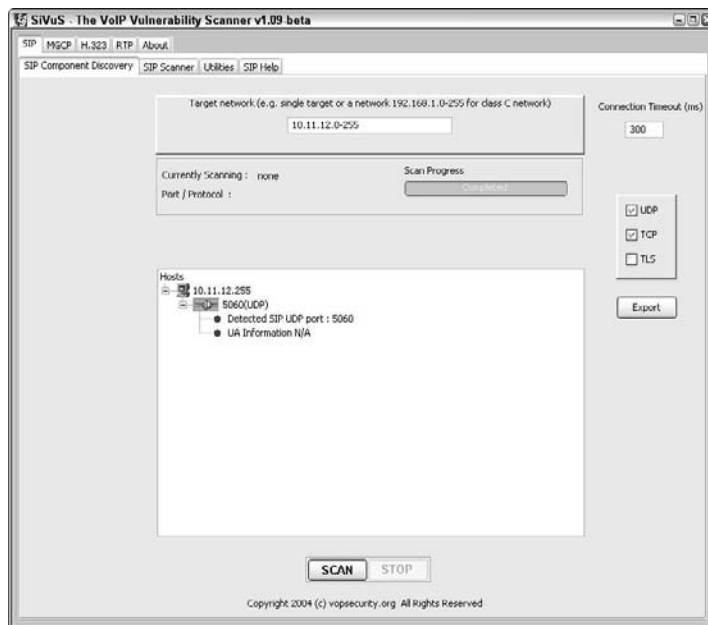 SiVuS - The VoIP Vulnerability Scanner v1.09-beta
SIP MGCP H.323 RTP About
SIP Component Discovery SIP Scanner Utilities SIP Help
Target network (e.g. single target or a network 192.168.1.0-255 for class C network)
10.11.12.0-255
Connection Timeout (ms)
300
Currently Scanning : none
Port / Protocol :
Scan Progress
Completed
UDP
TCP
TLS
Export
Hosts
10.11.12.255
5060(UDP)
Detected SIP UDP port : 5060
UA Information N/A
SCAN STOP
Copyright 2004 (c) vopsecurity.org All Rights Reserved